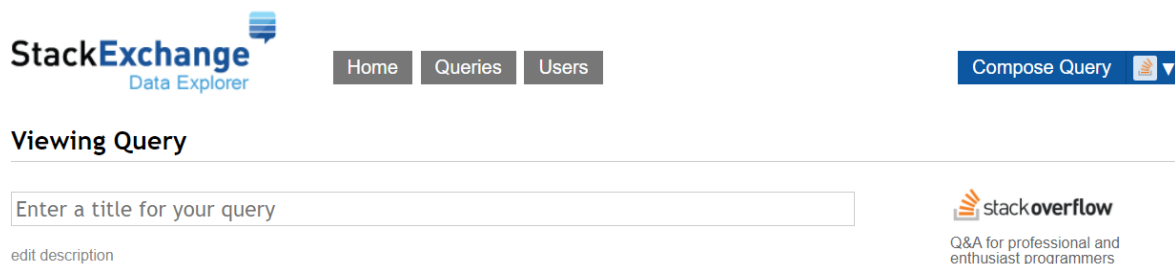 StackExchange
Data Explorer
Home Queries Users
Compose Query
Viewing Query
Enter a title for your query
edit description
stackoverflow
Q&A for professional and
enthusiast programmers